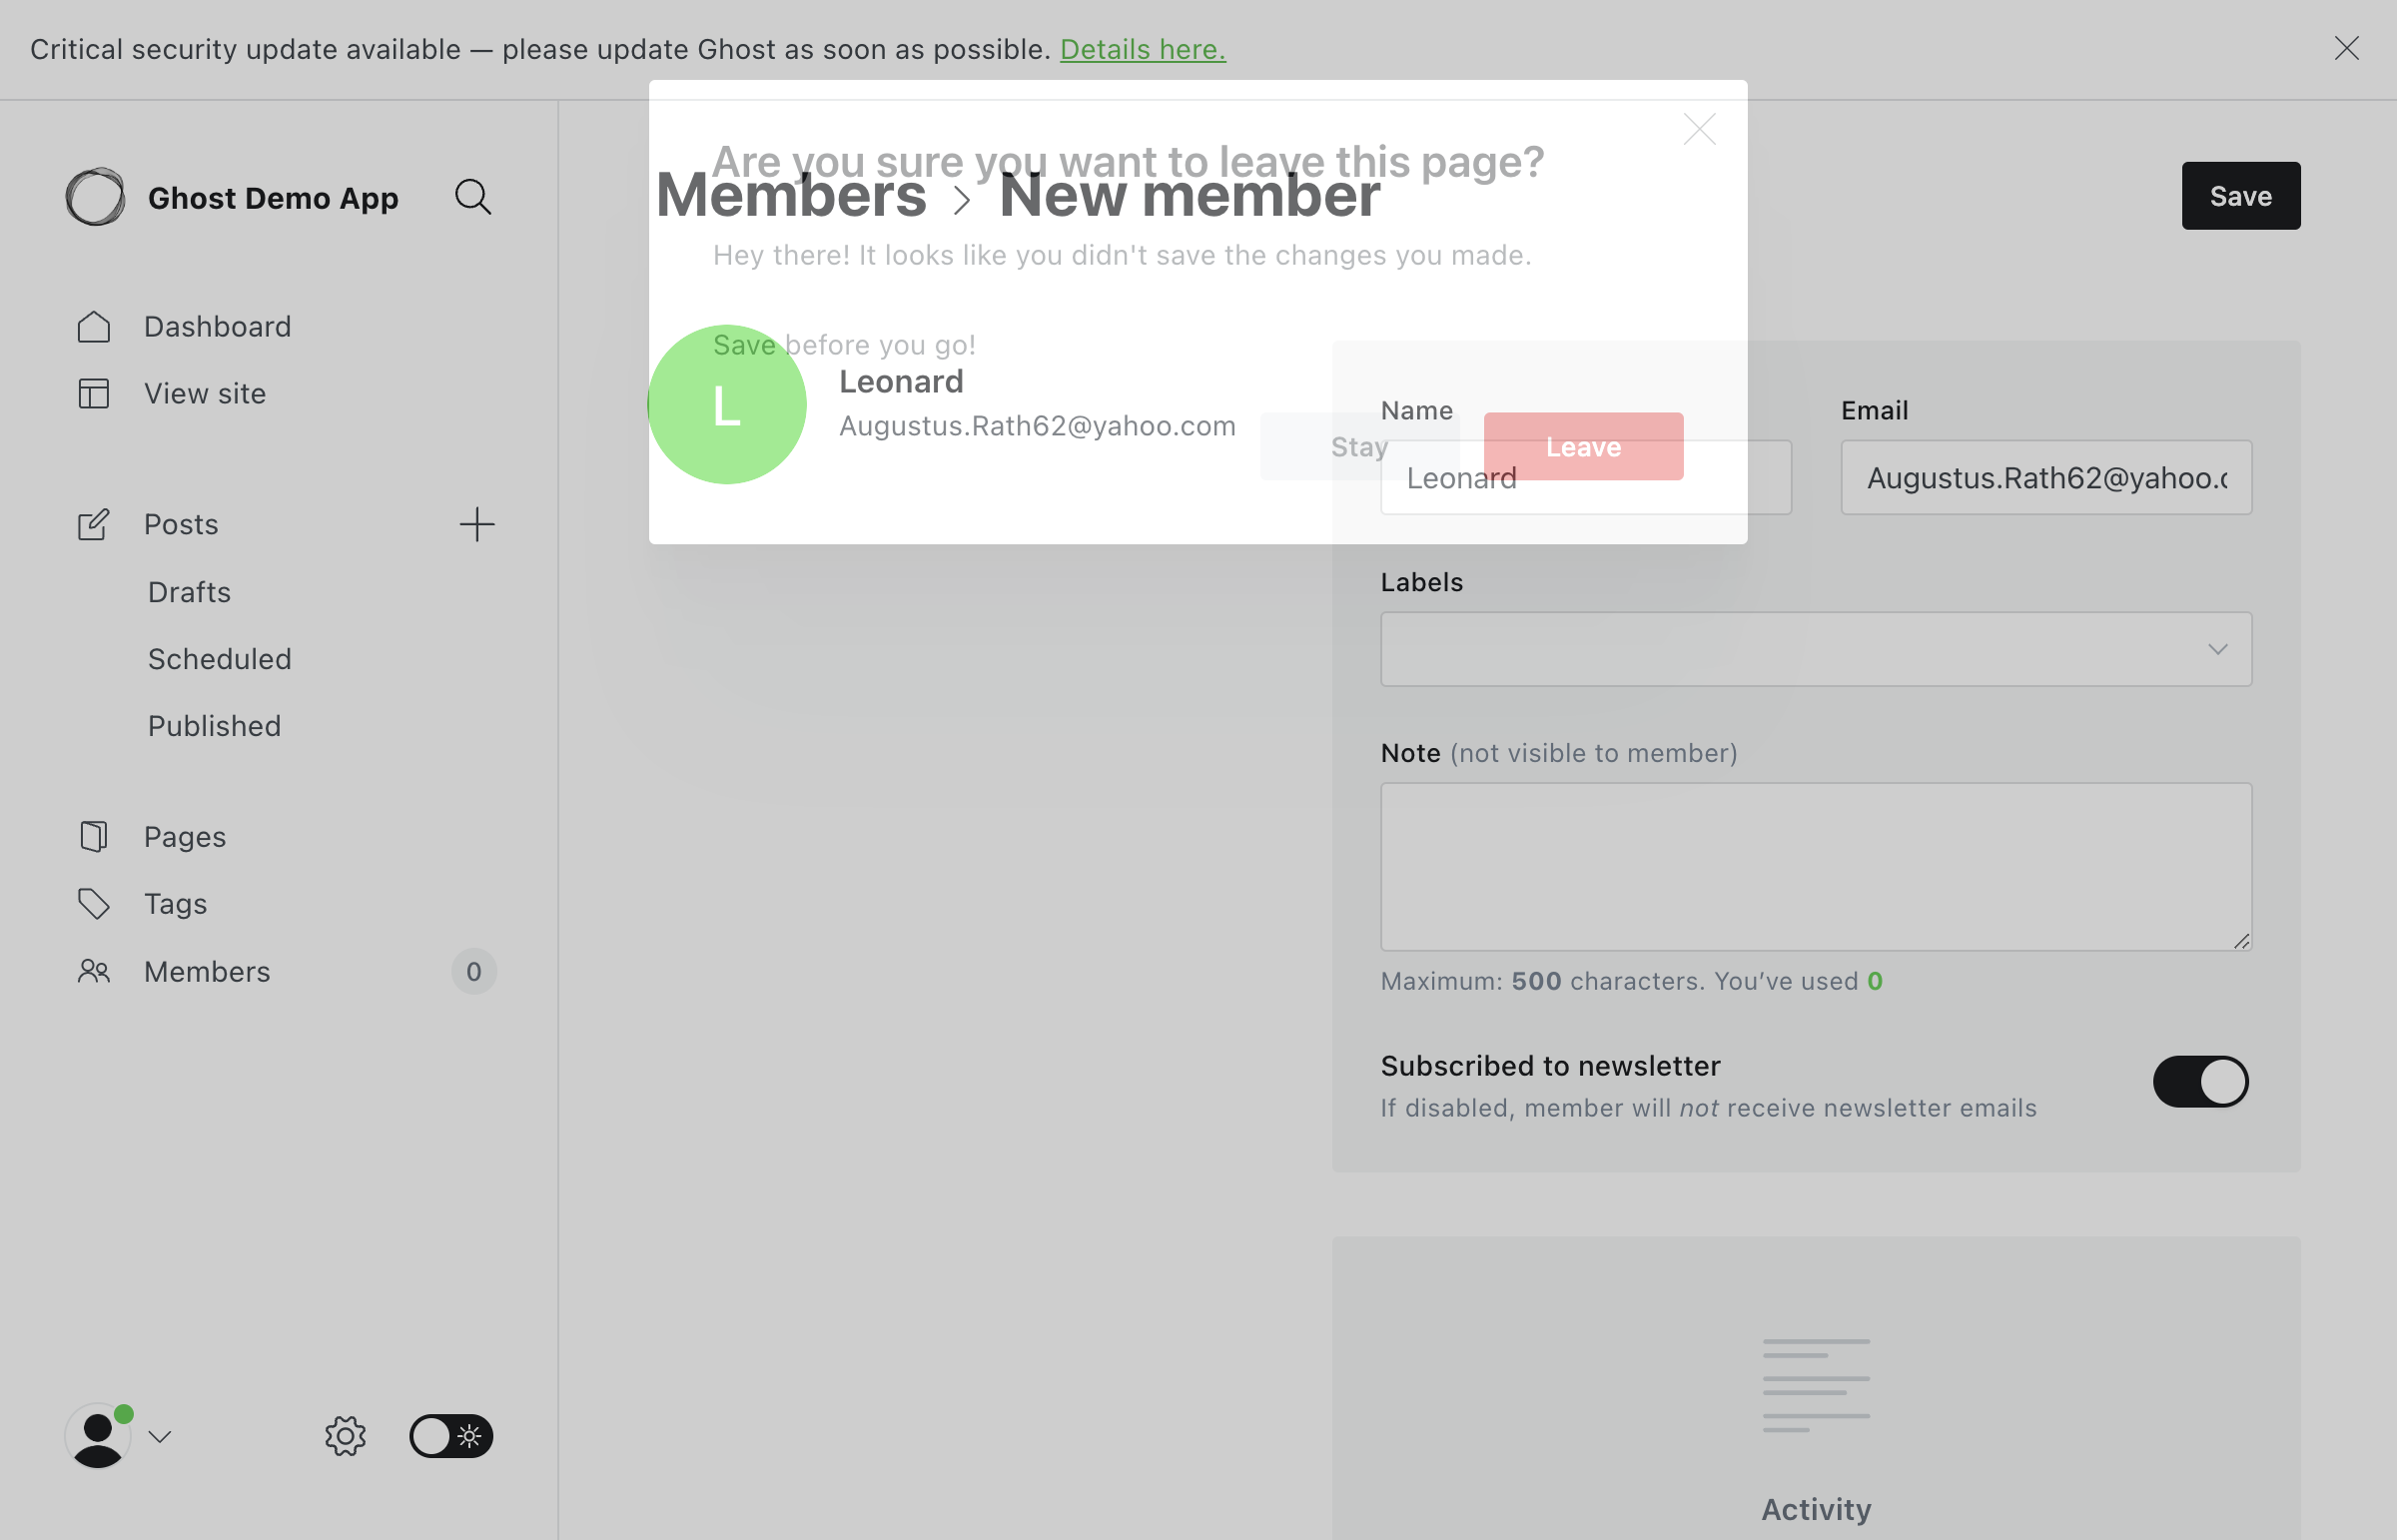 Critical security update available — please update Ghost as soon as possible. Details here.
Ghost Demo App
Dashboard
View site
Posts
Drafts
Scheduled
Published
Pages
Tags
Members 0
Are you sure you want to leave this page?
Members > New member
Save
Hey there! It looks like you didn't save the changes you made.
Save before you go!
L
Leonard
Augustus.Rath62@yahoo.com
Stay
Leave
Name
Leonard
Email
Augustus.Rath62@yahoo.c
Labels
Note (not visible to member)
Maximum: 500 characters. You’ve used 0
Subscribed to newsletter
If disabled, member will not receive newsletter emails
Activity